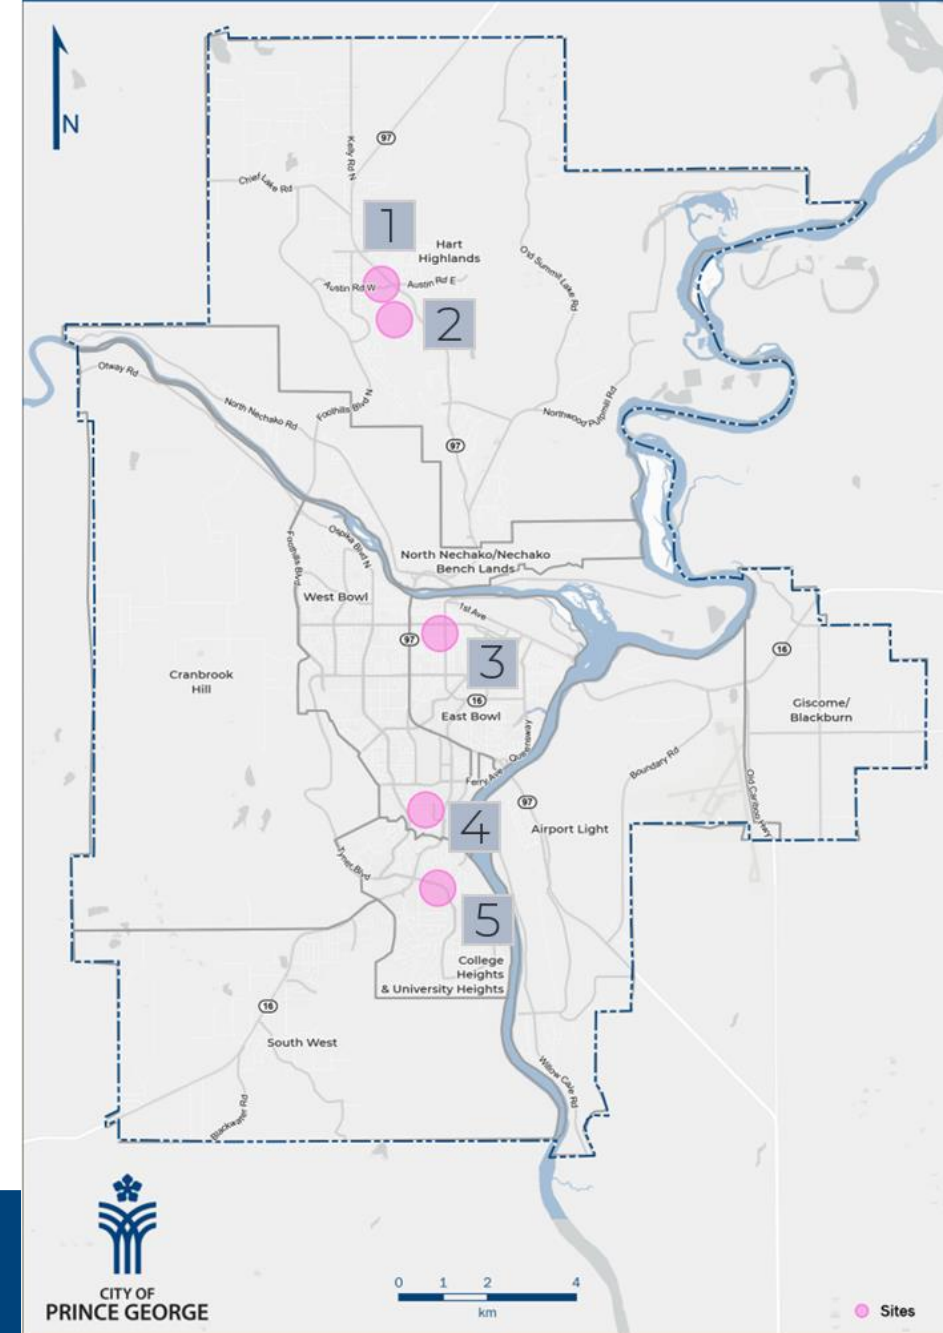 N
97
Kelly Rd N
Chief Lake Rd
1
Hart
Highlands
Austin Rd W
Austin Rd E
Old Summit Lake Rd
2
Otway Rd
North Nechako Rd
Foothills Blvd N
Northwood Pulpmill Rd
97
Ospika Blvd N
Foothills Blvd
North Nechako/Nechako
Bench Lands
West Bowl
1st Ave
97
16
3
Cranbrook
Hill
16
Giscome/
Blackburn
East Bowl
Queensway
Ferry Ave
Boundary Rd
Old Cariboo Hwy
97
4
Airport Light
Tyner Blvd
5
College
Heights
& University Heights
16
South West
Willow Cale Rd
Blackwater Rd
CITY OF
PRINCE GEORGE
0 1 2 4
km
Sites